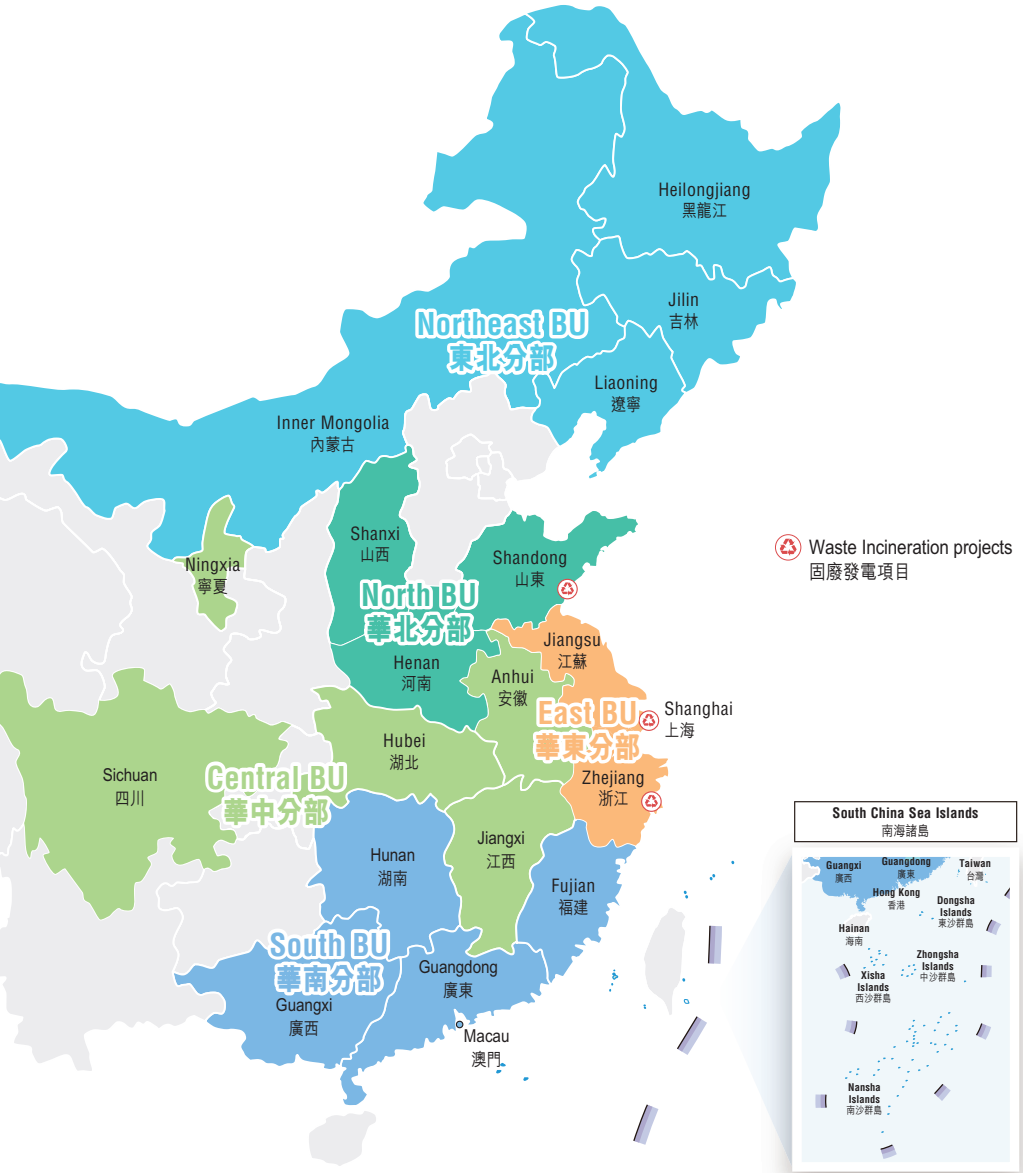 Heilongjiang
黑龍江
Jilin
吉林
Northeast BU
東北分部
Liaoning
遼寧
Inner Mongolia
內蒙古
Shanxi
山西
Shandong
山東
Waste Incineration projects
固廢發電項目
Ningxia
寧夏
North BU
華北分部
Jiangsu
江蘇
Henan
河南
Anhui
安徽
East BU
華東分部
Shanghai
上海
Hubei
湖北
Sichuan
四川
Central BU
華中分部
Zhejiang
浙江
Jiangxi
江西
Hunan
湖南
Fujian
福建
South BU
華南分部
Guangdong
廣東
Guangxi
廣西
Macau
澳門
South China Sea Islands
南海諸島
Guangxi
廣西
Guangdong
廣東
Taiwan
台灣
Hong Kong
香港
Dongsha
Islands
東沙群島
Hainan
海南
Zhongsha
Islands
中沙群島
Xisha
Islands
西沙群島
Nansha
Islands
南沙群島